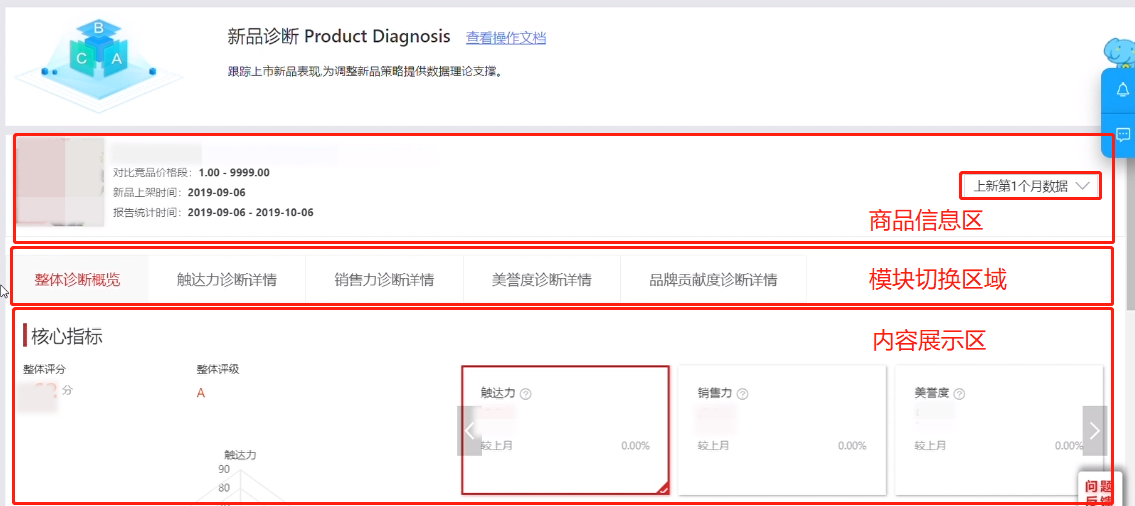 B
C A
新品诊断 Product Diagnosis 查看操作文档
跟踪上市新品表现,为调整新品策略提供数据理论支撑。
对比竞品价格段: 1.00 - 9999.00
新品上架时间: 2019-09-06
报告统计时间: 2019-09-06 - 2019-10-06
上新第1个月数据
商品信息区
整体诊断概览 触达力诊断详情 销售力诊断详情 美誉度诊断详情 品牌贡献度诊断详情 模块切换区域
核心指标
内容展示区
整体评分 整体评级
分 A
触达力 ? 销售力 ? 美誉度 ?
较上月 0.00% 较上月 0.00% 较上月 0.00%
触达力
90
80
问题
反馈